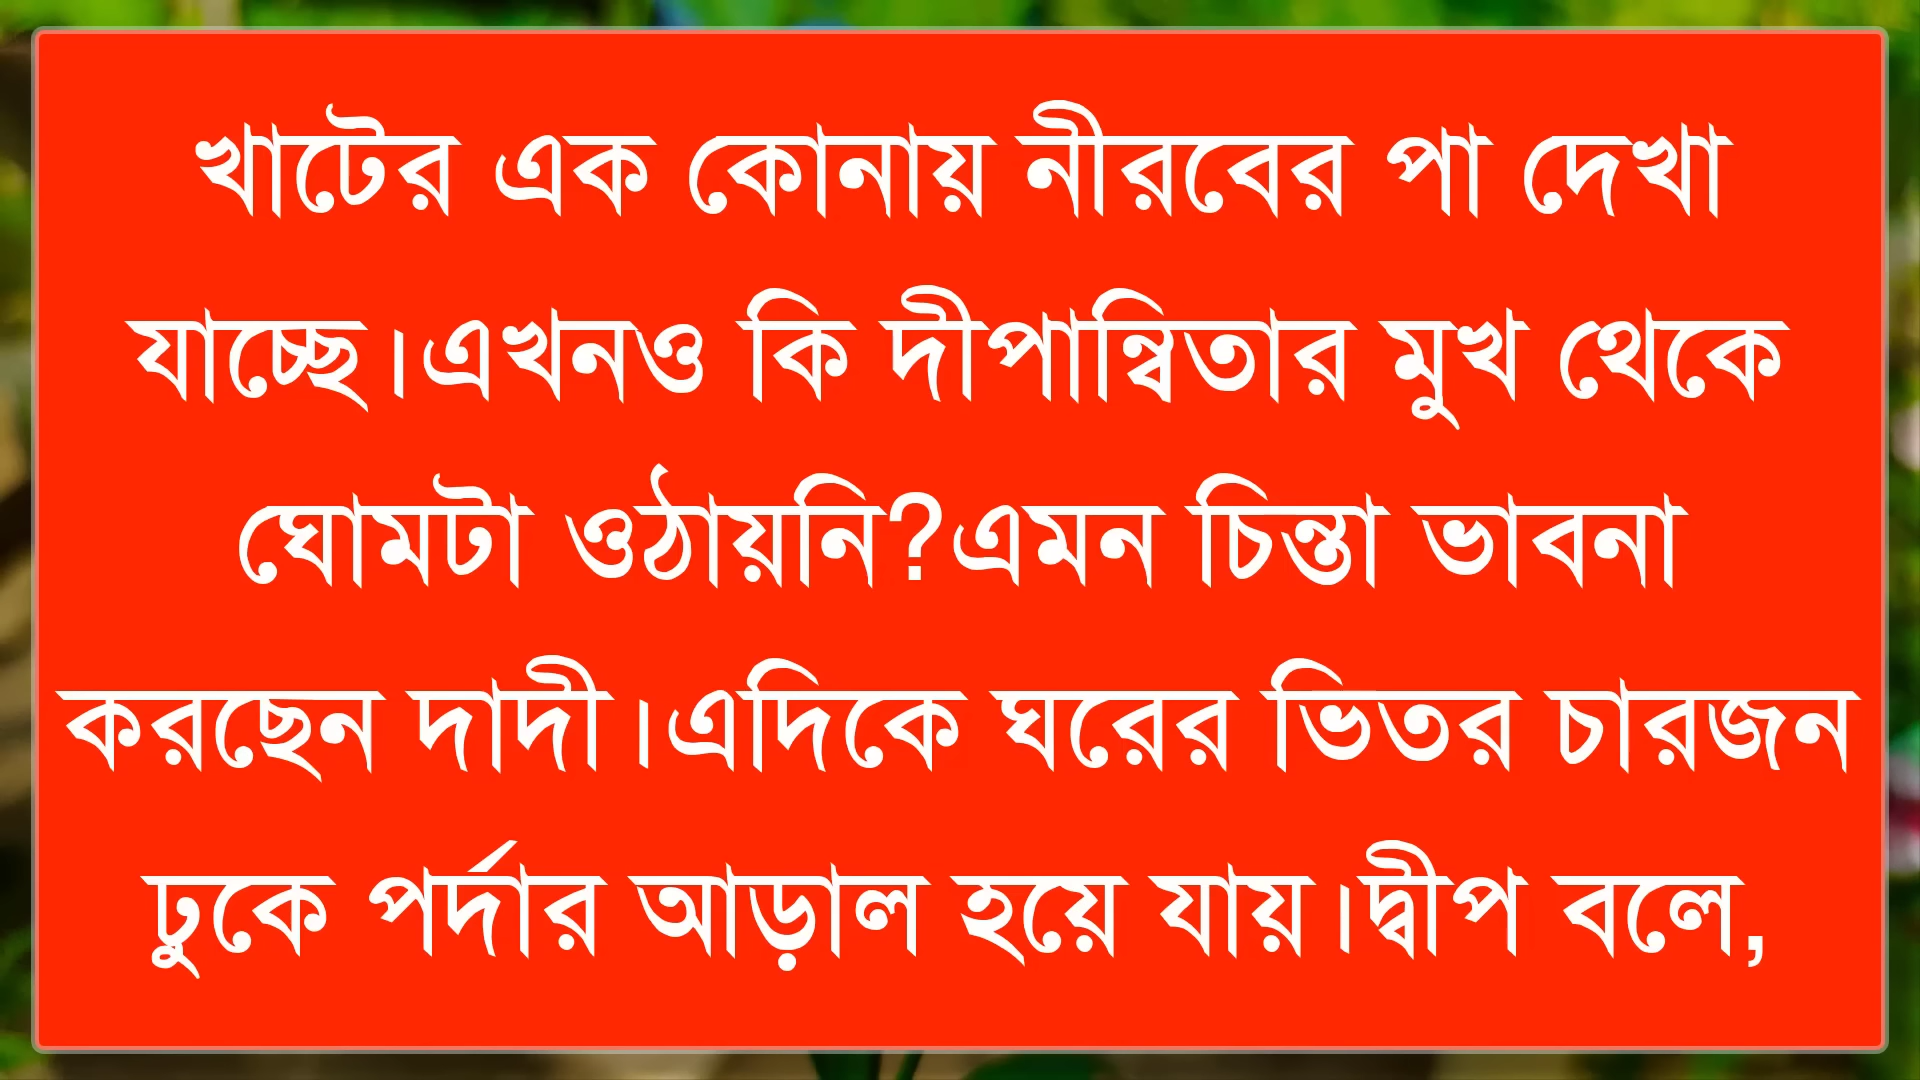 খাটের এক কোনায় নীরবের পা দেখা
যাচ্ছে।এখনও কি দীপান্বিতার মুখ থেকে
ঘোমটা ওঠায়নি?এমন চিন্তা ভাবনা
করছেন দাদী।এদিকে ঘরের ভিতর চারজন
ঢুকে পর্দার আড়াল হয়ে যায়।দ্বীপ বলে,